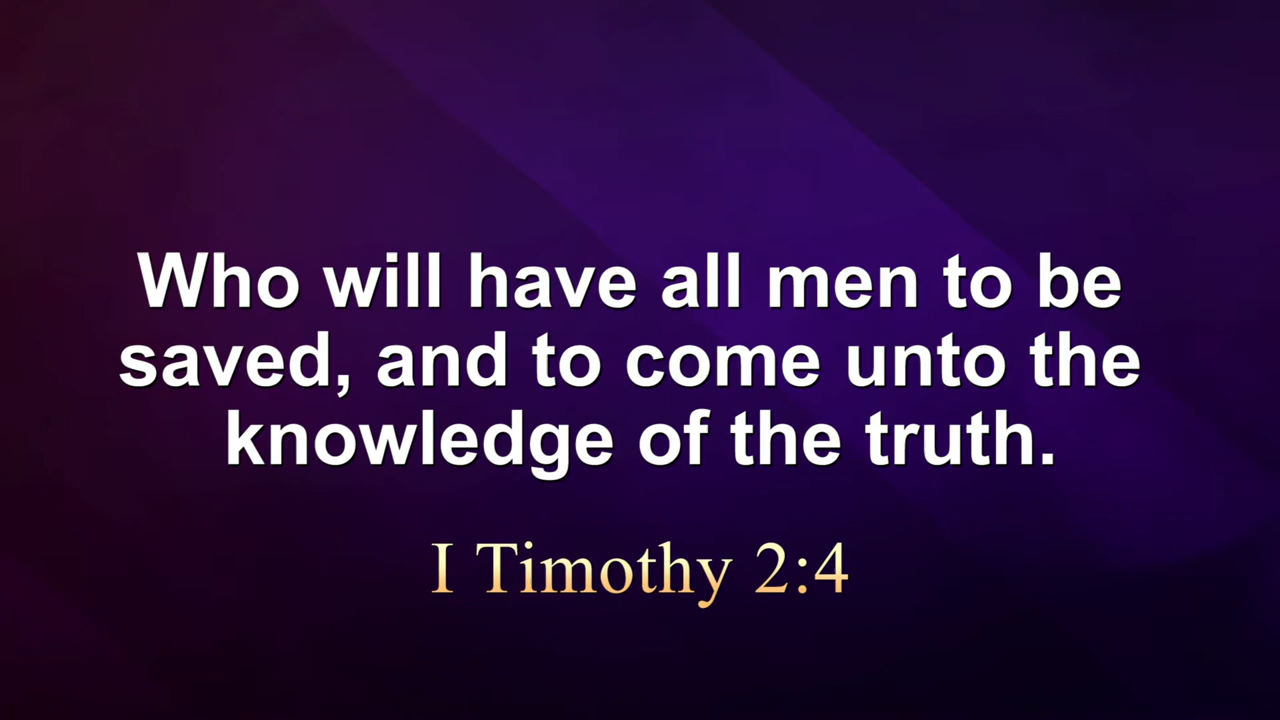 Who will have all men to be
saved, and to come unto the
knowledge of the truth.
I Timothy 2:4